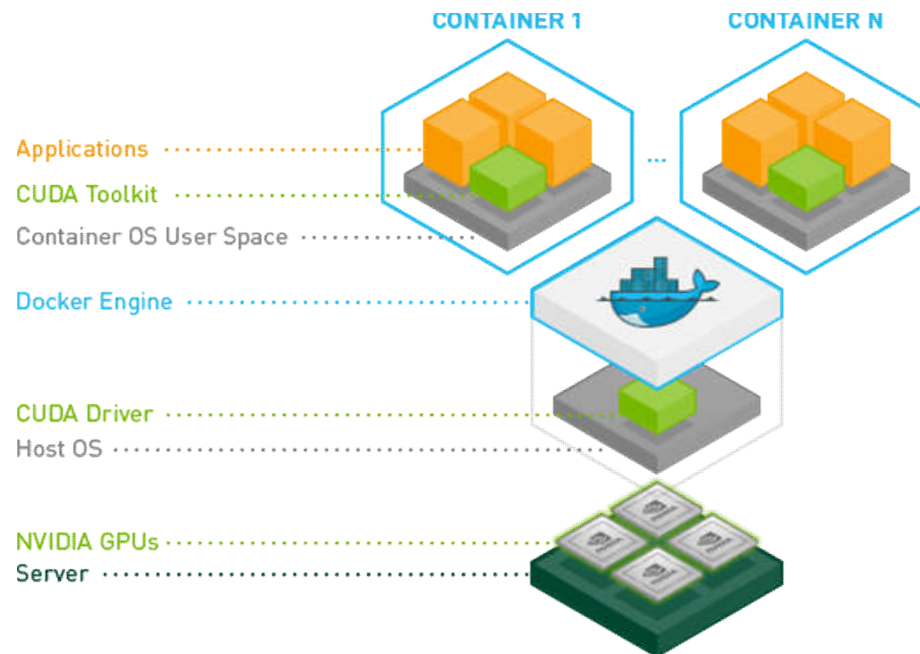 CONTAINER 1
CONTAINER N
Applications
...
CUDA Toolkit
Container OS User Space
Docker Engine
CUDA Driver
Host OS
NVIDIA GPUs
Server